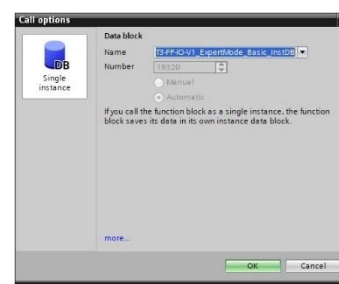 Call options
Data block
DB
Single
instance
Name T3-FP-IO-V1_ExpertMode_Basic_InstDB
Number 19320
Manual
Automatic
If you call the function block as a single instance, the function
block saves its data in its own instance data block.
more...
OK Cancel